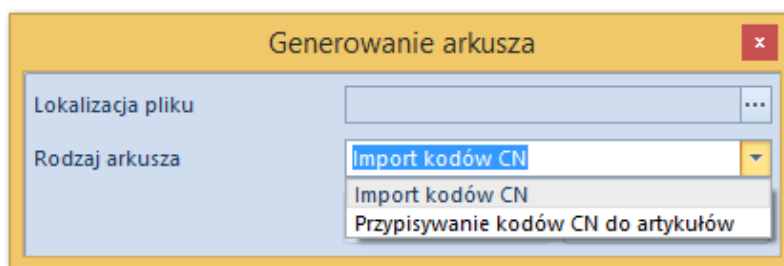 Generowanie arkusza x
Lokalizacja pliku ...
Rodzaj arkusza Import kodów CN
Import kodów CN
Przypisywanie kodów CN do artykułów